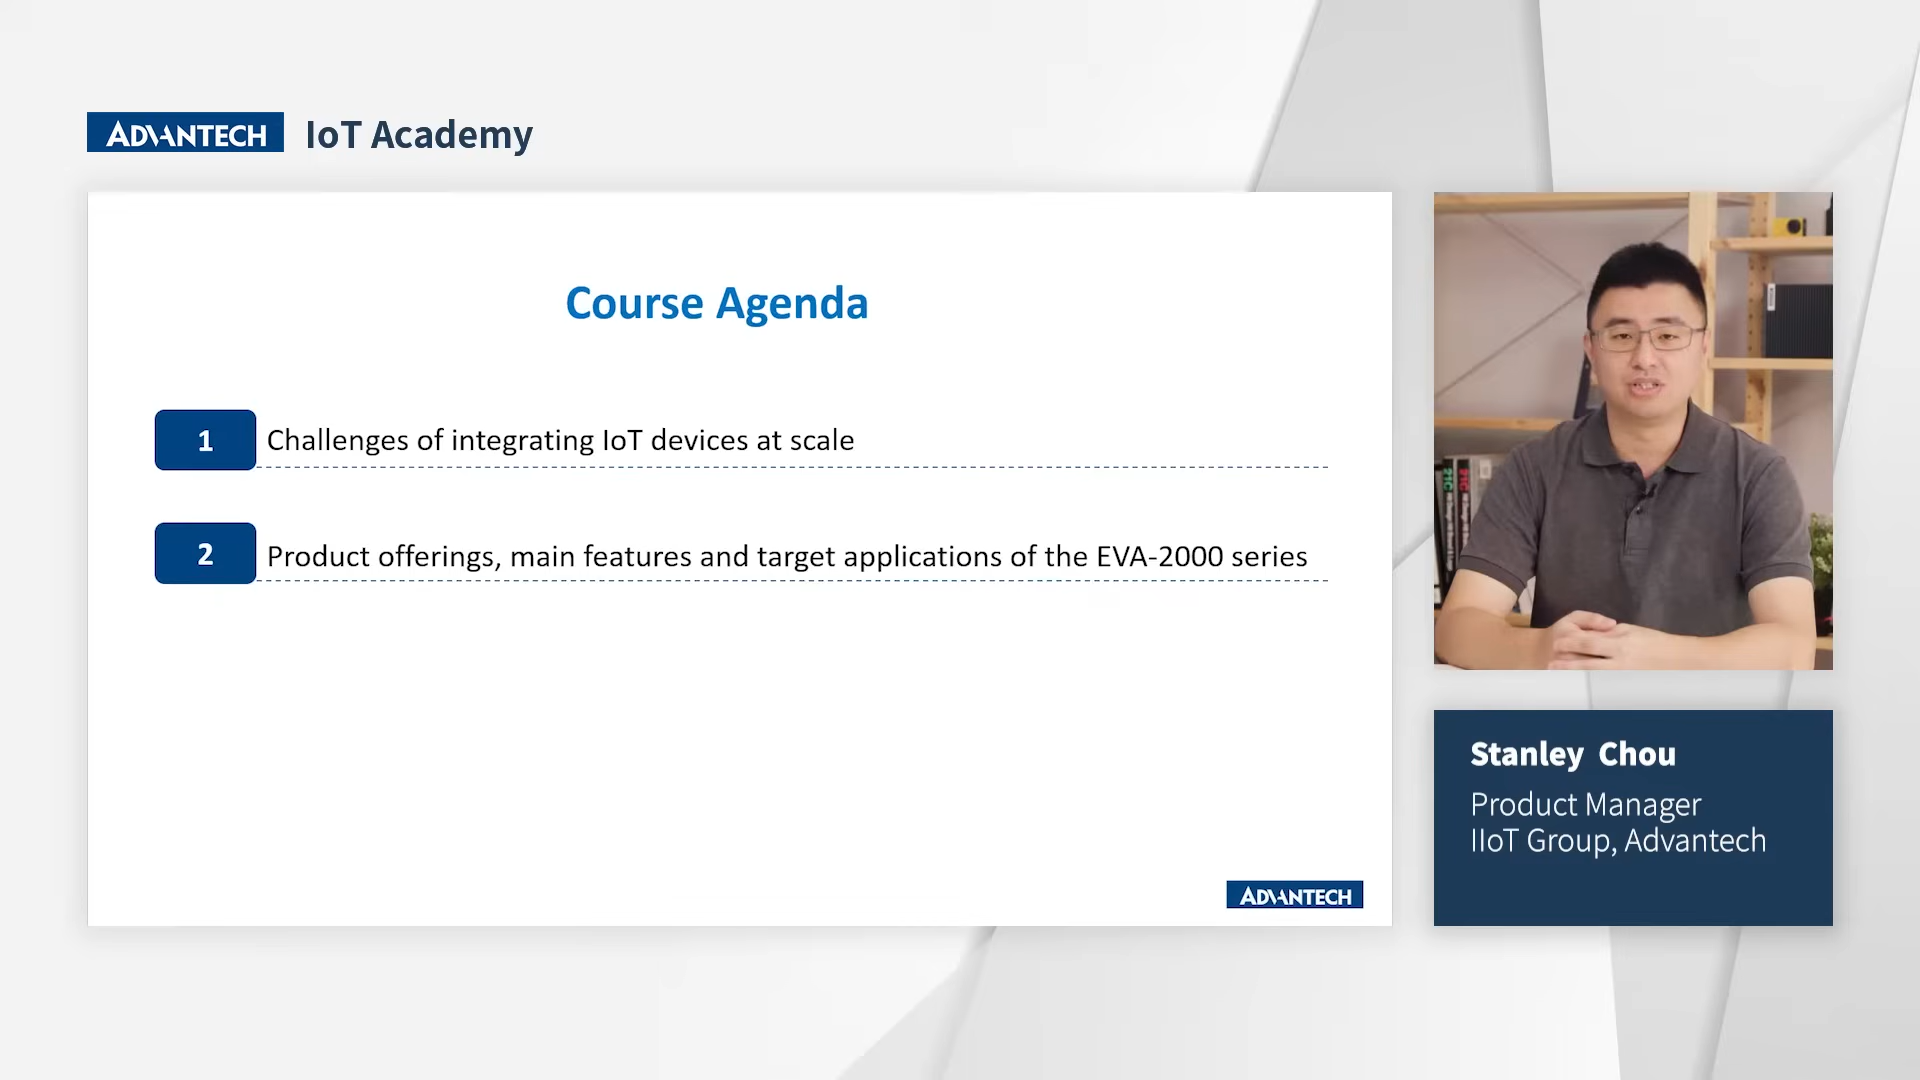 ADVANTECH IoT Academy
Course Agenda
1 Challenges of integrating IoT devices at scale
2 Product offerings, main features and target applications of the EVA-2000 series
ADVANTECH
Stanley Chou
Product Manager
IIoT Group, Advantech